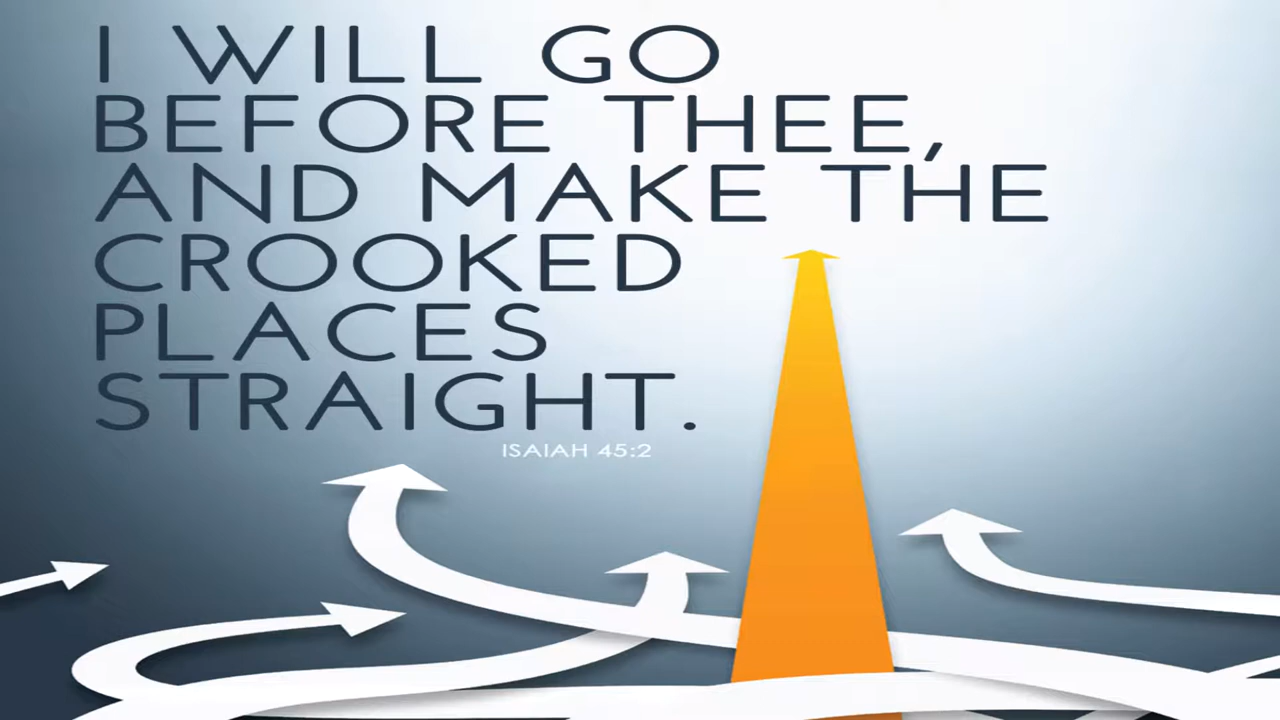 I WILL GO
BEFORE THEE,
AND MAKE THE
CROOKED
PLACES
STRAIGHT.
ISAIAH 45:2